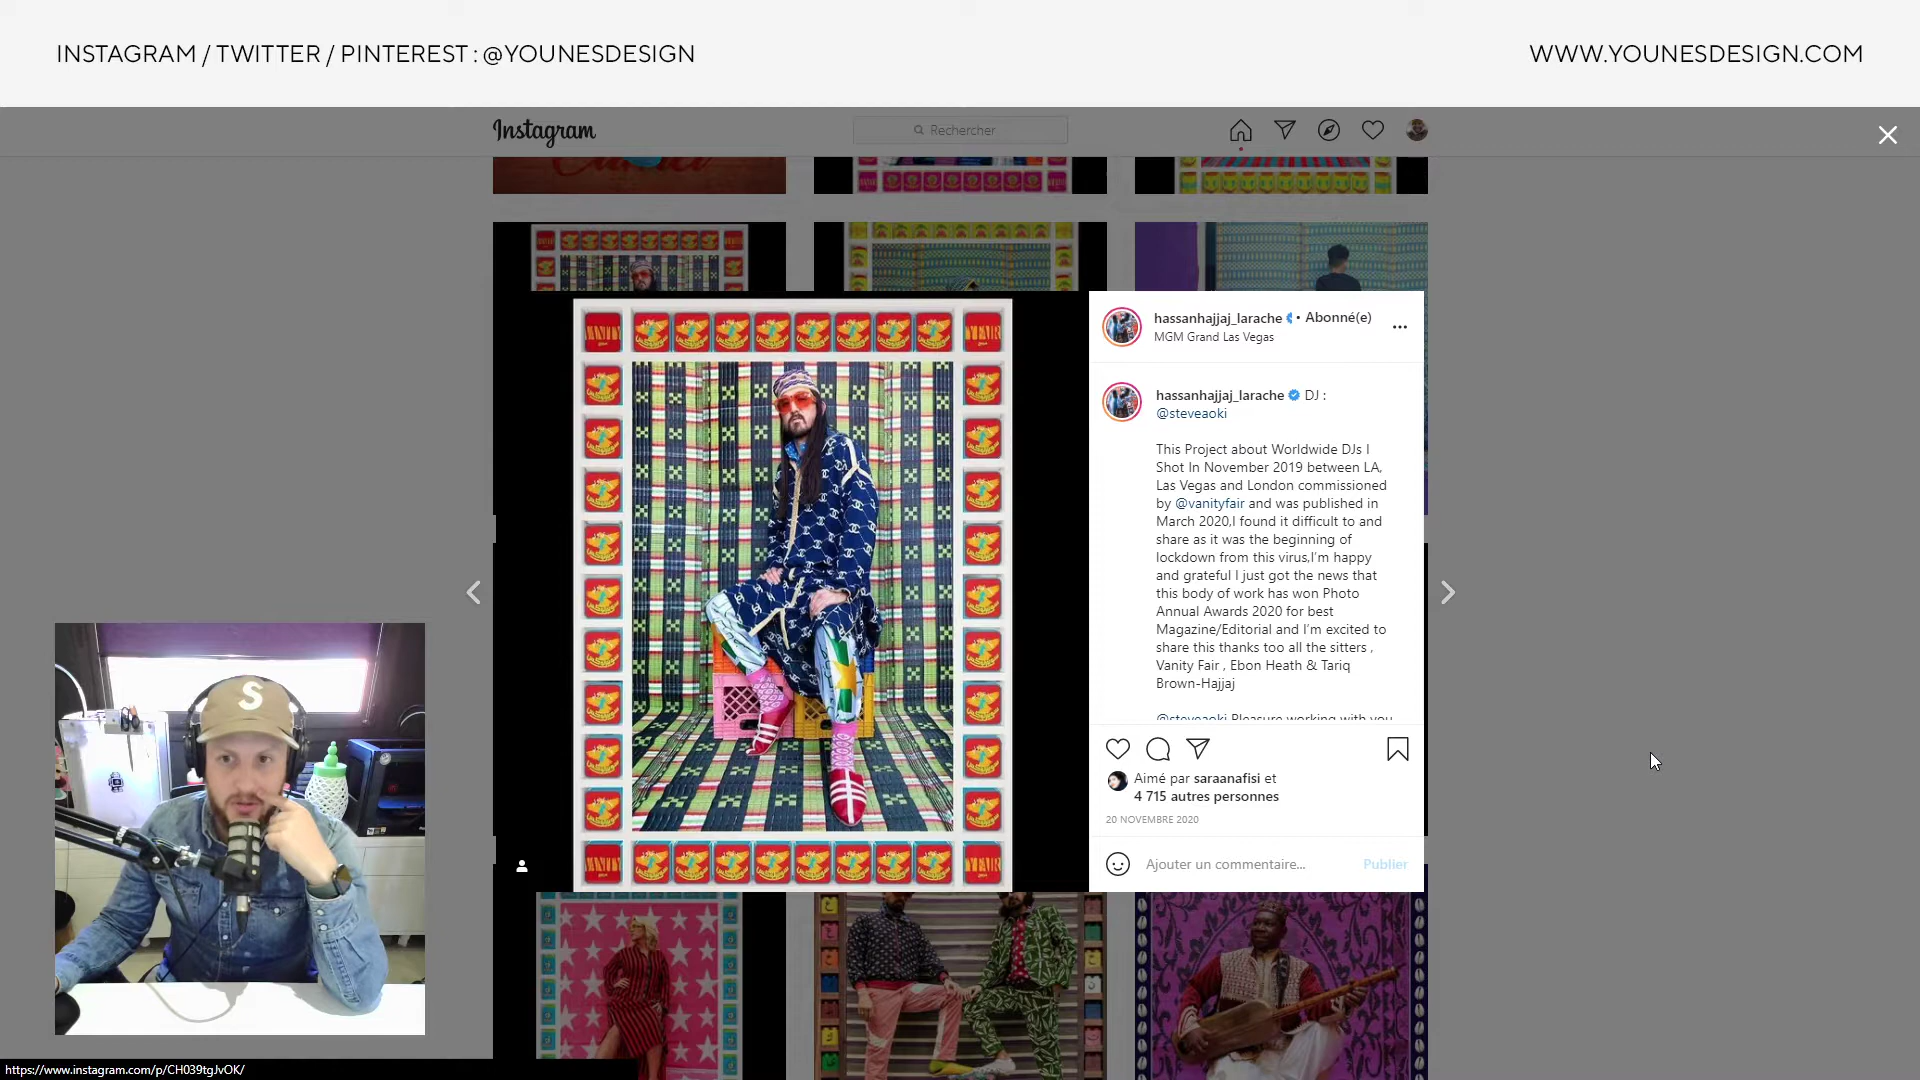 INSTAGRAM / TWITTER / PINTEREST : @YOUNESDESIGN
WWW.YOUNESDESIGN.COM
Instagram
Rechercher
hassanhajjaj_larache • Abonné(e)
MGM Grand Las Vegas
hassanhajjaj_larache DJ :
@steveaoki
This Project about Worldwide DJs I
Shot In November 2019 between LA,
Las Vegas and London commissioned
by @vanityfair and was published in
March 2020,I found it difficult to and
share as it was the beginning of
lockdown from this virus,I'm happy
and grateful I just got the news that
this body of work has won Photo
Annual Awards 2020 for best
Magazine/Editorial and I'm excited to
share this thanks too all the sitters ,
Vanity Fair , Ebon Heath & Tariq
Brown-Hajjaj
@steveaoki Pleasure working with you
Aimé par saraanafisi et
4 715 autres personnes
20 NOVEMBRE 2020
Ajouter un commentaire...
Publier
S
https://www.instagram.com/p/CH039tgJvOK/